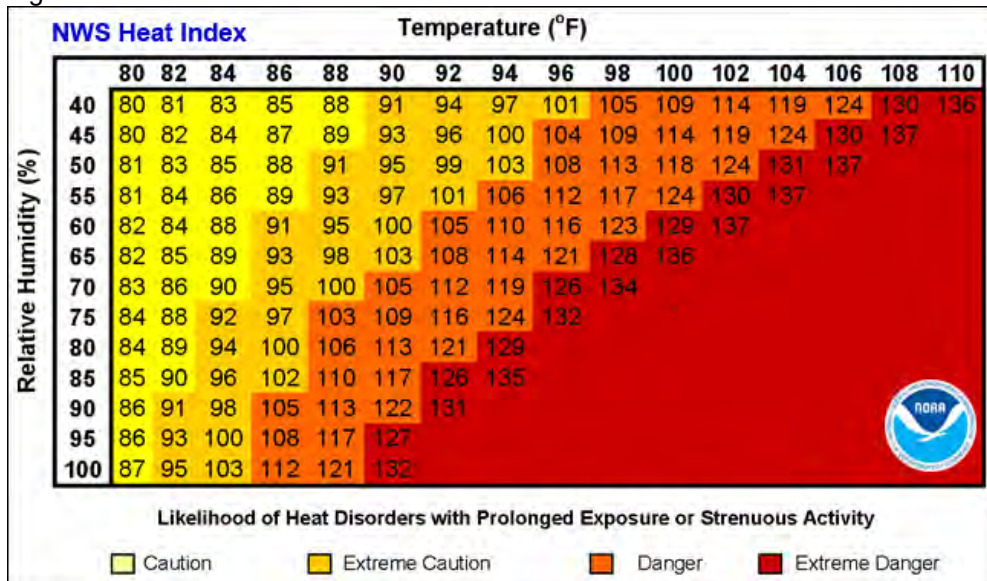 NWS Heat Index Temperature (°F)
80 82 84 86 88 90 92 94 96 98 100 102 104 106 108 110
40 80 81 83 85 88 91 94 97 101 105 109 114 119 124 130 136
45 80 82 84 87 89 93 96 100 104 109 114 119 124 130 137
50 81 83 85 88 91 95 99 103 108 113 118 124 131 137
55 81 84 86 89 93 97 101 106 112 117 124 130 137
60 82 84 88 91 95 100 105 110 116 123 129 137
65 82 85 89 93 98 103 108 114 121 128 136
70 83 86 90 95 100 105 112 119 126 134
75 84 88 92 97 103 109 116 124 132
80 84 89 94 100 106 113 121 129
85 85 90 96 102 110 117 126 135
90 86 91 98 105 113 122 131
95 86 93 100 108 117 127
100 87 95 103 112 121 132
Relative Humidity (%)
NOAA
Likelihood of Heat Disorders with Prolonged Exposure or Strenuous Activity
Caution Extreme Caution Danger Extreme Danger